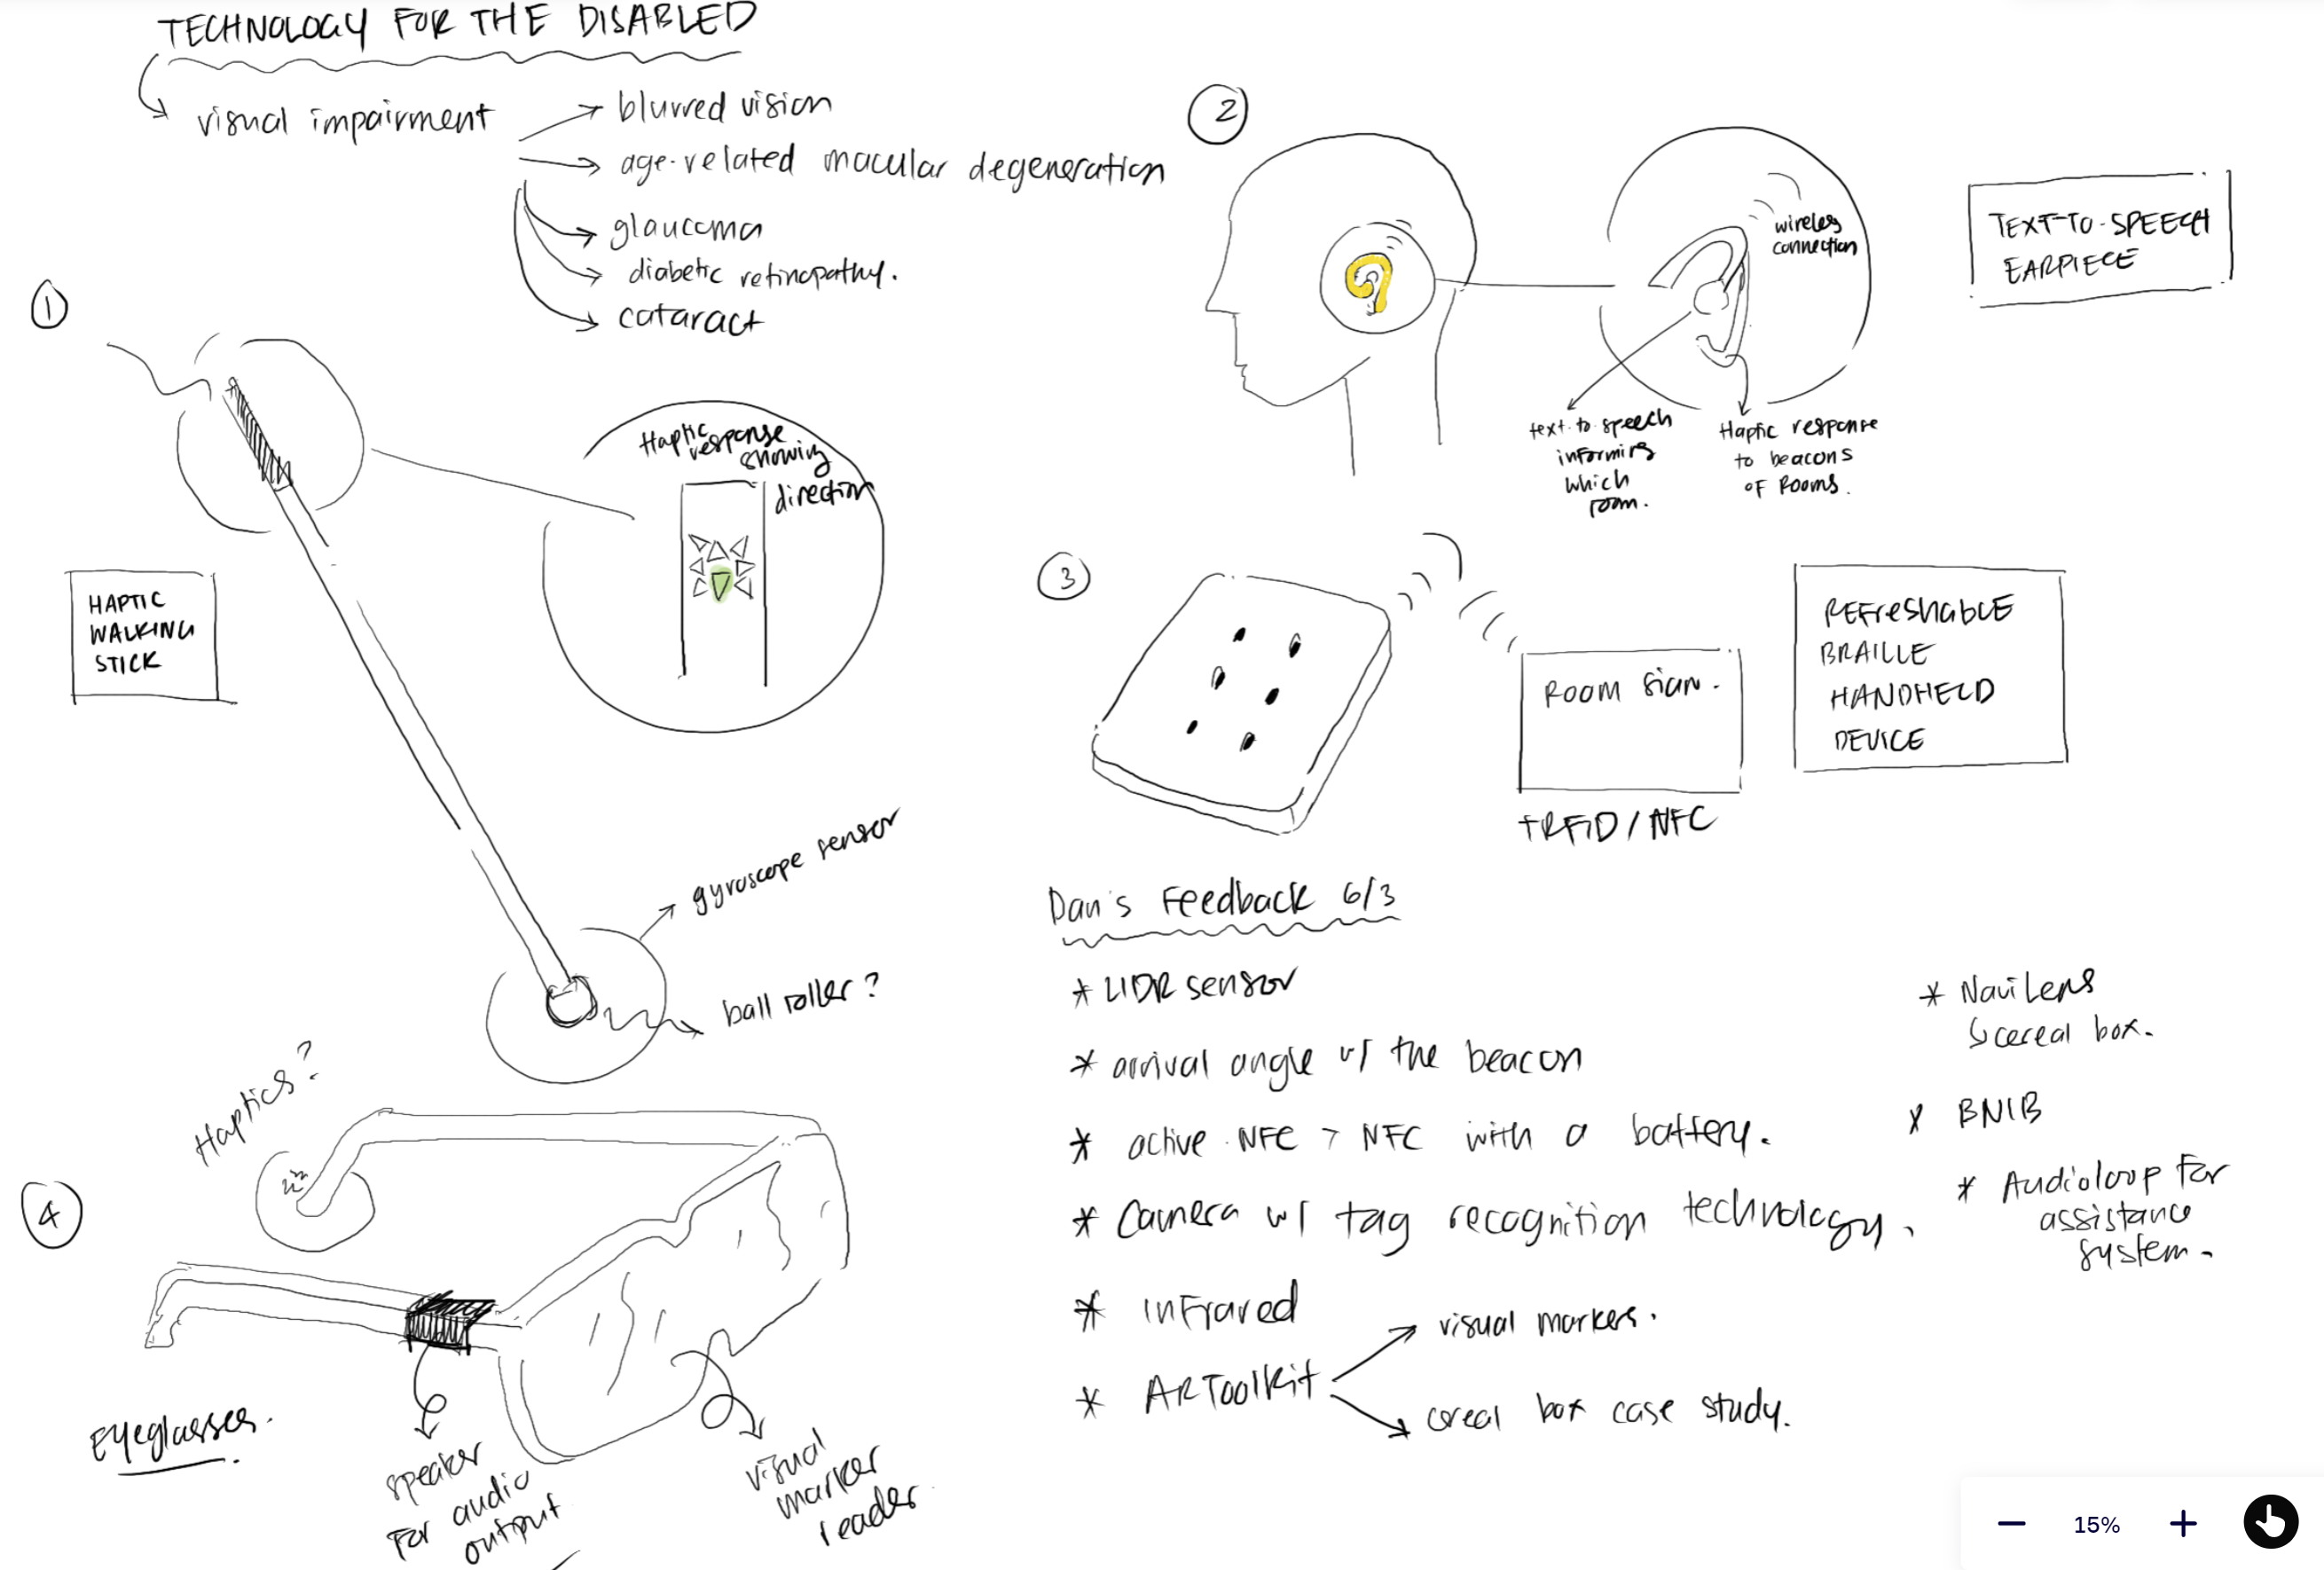 TECHNOLOGY FOR THE DISABLED
visual impairment
blurred vision
age-related macular degeneration
glaucoma
diabetic retinopathy.
cataract
1
Haptic
response
showing
direction
HAPTIC
WALKING
STICK
gyroscope sensor
ball roller?
2
wireless
connection
text-to-speech
informing
which
room.
Haptic response
to beacons
of rooms.
TEXT-TO-SPEECH
EARPIECE
3
ROOM SIGN.
RFID / NFC
REFreshablE
BRAILLE
HANDHELD
DEVICE
4
Haptics?
Eyeglasses.
speaker
for audio
output
visual
marker
reader.
Dan's Feedback 6/3
* LIDR sensor
* arrival angle of the beacon
* active NFC > NFC with a battery.
* Camera w/ tag recognition technology.
* InFrared
* ARToolKit
visual markers.
cereal box case study.
* NaviLens
cereal box.
* BNIB
* Audioloop for
assistance
system.
15%